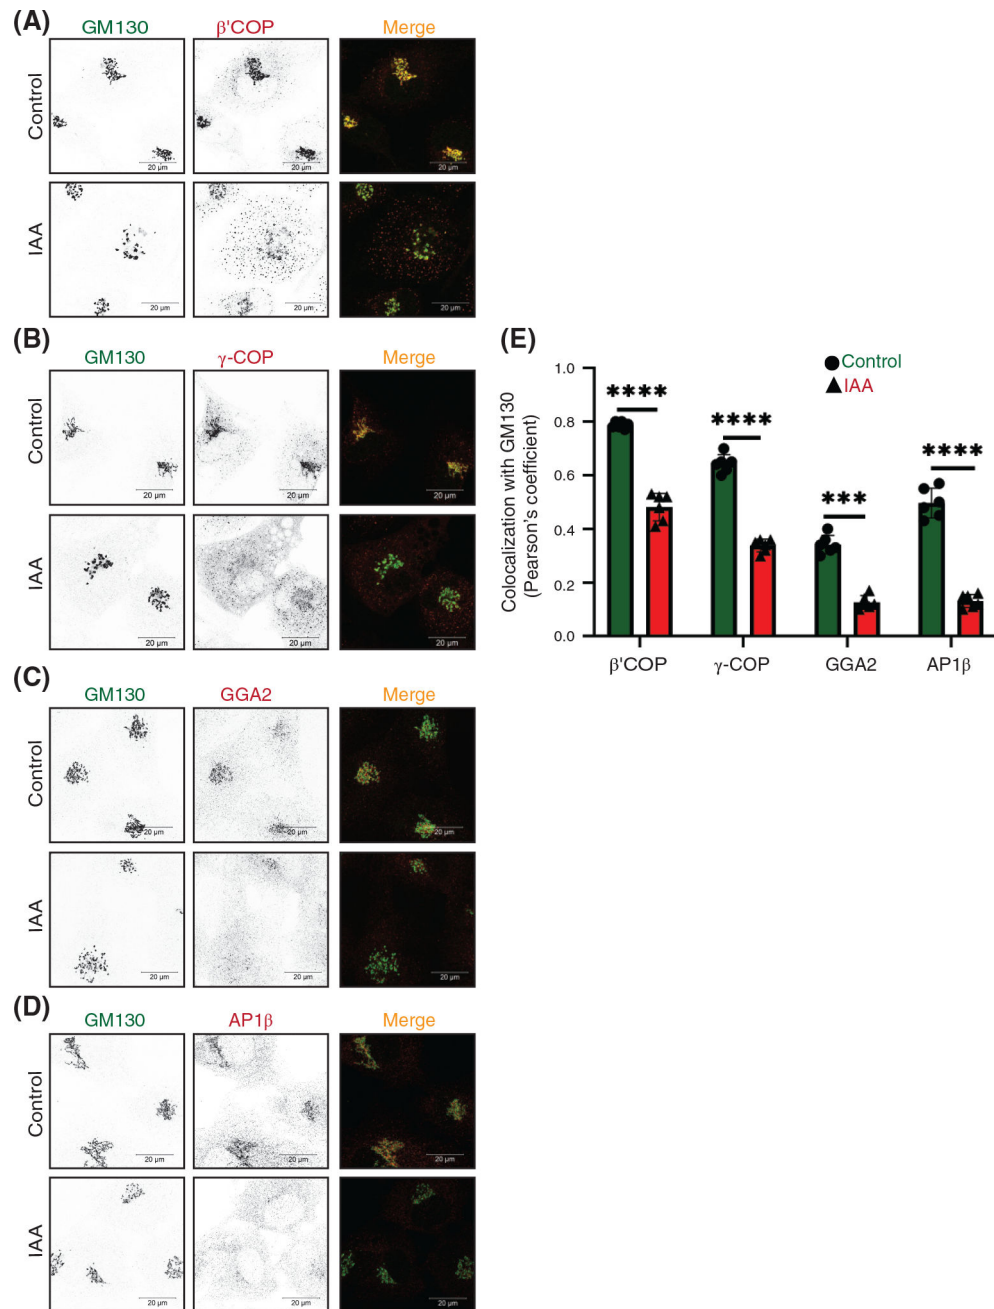 (A)
GM130 β'COP Merge
Control
20 µm 20 µm 20 µm
IAA
20 µm 20 µm 20 µm
(B)
GM130 γ-COP Merge
Control
20 µm 20 µm 20 µm
IAA
20 µm 20 µm 20 µm
(C)
GM130 GGA2 Merge
Control
20 µm 20 µm 20 µm
IAA
20 µm 20 µm 20 µm
(D)
GM130 AP1β Merge
Control
20 µm 20 µm 20 µm
IAA
20 µm 20 µm 20 µm
(E)
Control
IAA
Colocalization with GM130
(Pearson's coefficient)
1.0
0.8
0.6
0.4
0.2
0.0
**** **** *** ****
β'COP γ-COP GGA2 AP1β